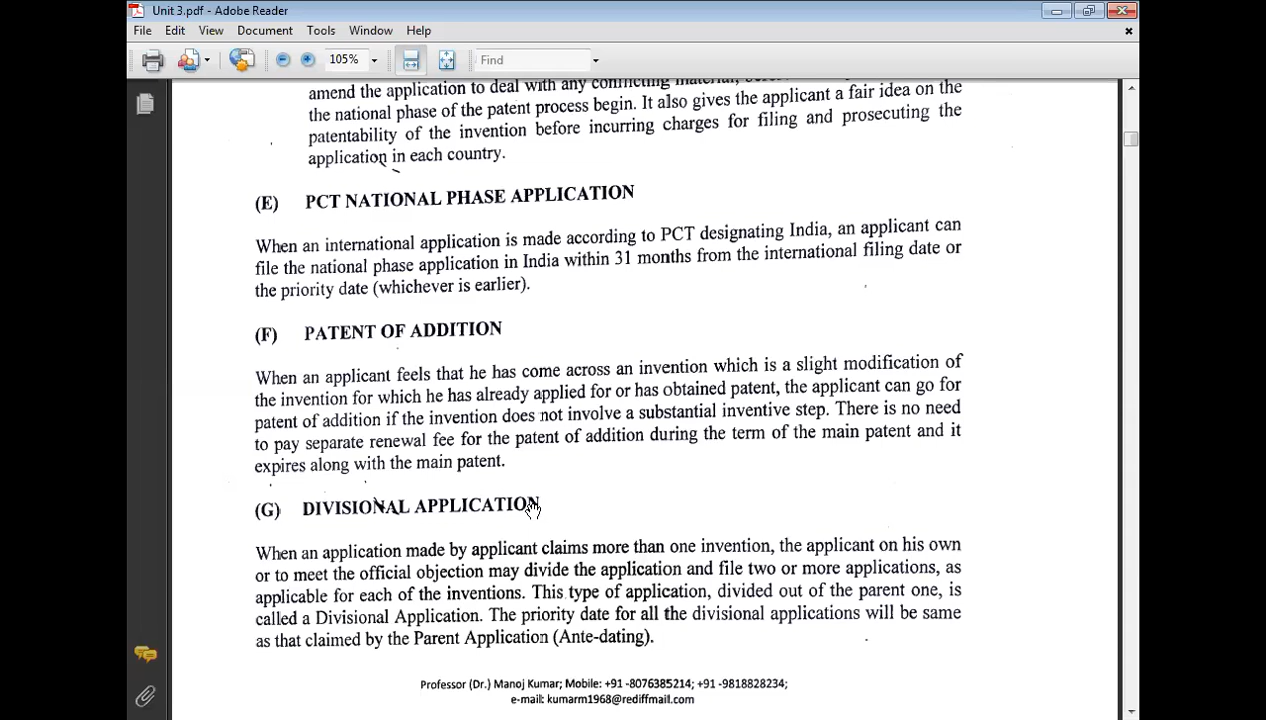 Unit 3.pdf - Adobe Reader
File Edit View Document Tools Window Help
105% Find
amend the application to deal with any conflicting material,
the national phase of the patent process begin. It also gives the applicant a fair idea on the
patentability of the invention before incurring charges for filing and prosecuting the
application in each country.
(E) PCT NATIONAL PHASE APPLICATION
When an international application is made according to PCT designating India, an applicant can
file the national phase application in India within 31 months from the international filing date or
the priority date (whichever is earlier).
(F) PATENT OF ADDITION
When an applicant feels that he has come across an invention which is a slight modification of
the invention for which he has already applied for or has obtained patent, the applicant can go for
patent of addition if the invention does not involve a substantial inventive step. There is no need
to pay separate renewal fee for the patent of addition during the term of the main patent and it
expires along with the main patent.
(G) DIVISIONAL APPLICATION
When an application made by applicant claims more than one invention, the applicant on his own
or to meet the official objection may divide the application and file two or more applications, as
applicable for each of the inventions. This type of application, divided out of the parent one, is
called a Divisional Application. The priority date for all the divisional applications will be same
as that claimed by the Parent Application (Ante-dating).
Professor (Dr.) Manoj Kumar; Mobile: +91 -8076385214; +91 -9818828234;
e-mail: kumarm1968@rediffmail.com